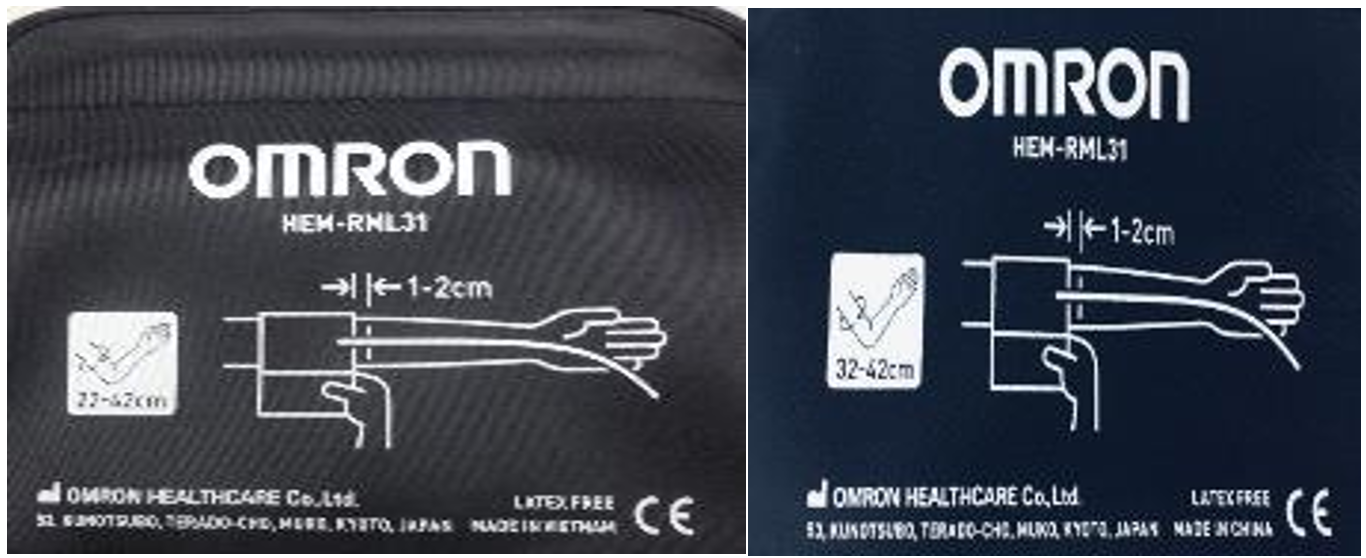 OMRON
HEM-RML31
1-2cm
22-42cm
OMRON HEALTHCARE Co.,Ltd.
LATEX FREE
53, KUNOTSUBO, TERADO-CHO, MUKO, KYOTO, JAPAN
MADE IN VIETNAM
CE
OMRON
HEM-RML31
1-2cm
32-42cm
OMRON HEALTHCARE Co.,Ltd.
LATEX FREE
53, KUNOTSUBO, TERADO-CHO, MUKO, KYOTO, JAPAN
MADE IN CHINA
CE